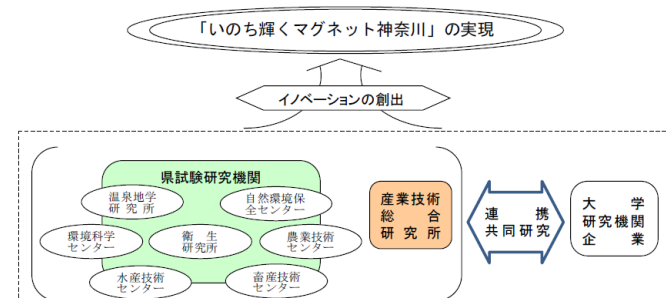 「いのち輝くマグネット神奈川」の実現
イノベーションの創出
県試験研究機関
温泉地学
研究所
自然環境保
全センター
環境科学
センター
衛生
研究所
農業技術
センター
水産技術
センター
畜産技術
センター
産業技術
総合
研究所
連携
共同研究
大学
研究機関
企業